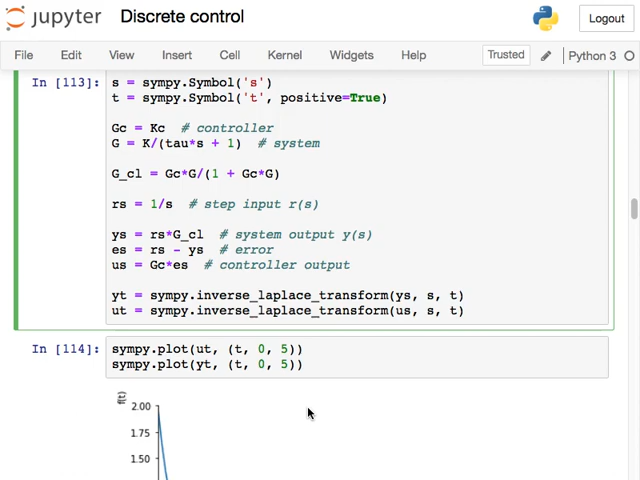 jupyter Discrete control Logout
File Edit View Insert Cell Kernel Widgets Help Trusted Python 3
In [113]: s = sympy.Symbol('s')
t = sympy.Symbol('t', positive=True)
Gc = Kc # controller
G = K/(tau*s + 1) # system
G_cl = Gc*G/(1 + Gc*G)
rs = 1/s # step input r(s)
ys = rs*G_cl # system output y(s)
es = rs - ys # error
us = Gc*es # controller output
yt = sympy.inverse_laplace_transform(ys, s, t)
ut = sympy.inverse_laplace_transform(us, s, t)
In [114]: sympy.plot(ut, (t, 0, 5))
sympy.plot(yt, (t, 0, 5))
f(t)
2.00
1.75
1.50